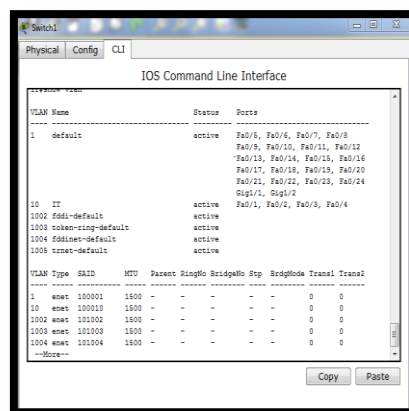 Switch1
Physical Config CLI
IOS Command Line Interface
VLAN Name Status Ports
---- -------------------------------- --------- -------------------------------
1 default active Fa0/5, Fa0/6, Fa0/7, Fa0/8
Fa0/9, Fa0/10, Fa0/11, Fa0/12
Fa0/13, Fa0/14, Fa0/15, Fa0/16
Fa0/17, Fa0/18, Fa0/19, Fa0/20
Fa0/21, Fa0/22, Fa0/23, Fa0/24
Gig1/1, Gig1/2
10 IT active Fa0/1, Fa0/2, Fa0/3, Fa0/4
1002 fddi-default active
1003 token-ring-default active
1004 fddinet-default active
1005 trnet-default active
VLAN Type SAID MTU Parent RingNo BridgeNo Stp BrdgMode Trans1 Trans2
---- ----- ---------- ----- ------ ------ -------- ---- -------- ------ ------
1 enet 100001 1500 - - - - - 0 0
10 enet 100010 1500 - - - - - 0 0
1002 enet 101002 1500 - - - - - 0 0
1003 enet 101003 1500 - - - - - 0 0
1004 enet 101004 1500 - - - - - 0 0
--More--
Copy Paste